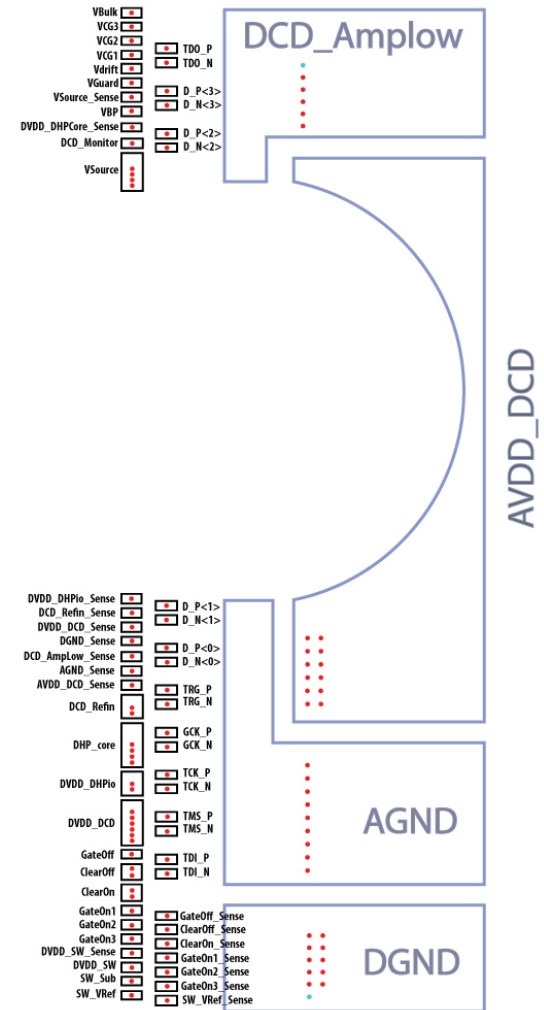 VBulk
VCG3
VCG2
VCG1
Vdrift
VGuard
VSource_Sense
VBP
DVDD_DHPCore_Sense
DCD_Monitor
VSource
TDO_P
TDO_N
D_P<3>
D_N<3>
D_P<2>
D_N<2>
DCD_Amplow
AVDD_DCD
DVDD_DHPio_Sense
DCD_Refin_Sense
DVDD_DCD_Sense
DGND_Sense
DCD_AmpLow_Sense
AGND_Sense
AVDD_DCD_Sense
DCD_Refin
DHP_core
DVDD_DHPio
DVDD_DCD
GateOff
ClearOff
ClearOn
GateOn1
GateOn2
GateOn3
DVDD_SW_Sense
DVDD_SW
SW_Sub
SW_VRef
D_P<1>
D_N<1>
D_P<0>
D_N<0>
TRG_P
TRG_N
GCK_P
GCK_N
TCK_P
TCK_N
TMS_P
TMS_N
TDI_P
TDI_N
GateOff_Sense
ClearOff_Sense
ClearOn_Sense
GateOn1_Sense
GateOn2_Sense
GateOn3_Sense
SW_VRef_Sense
AGND
DGND